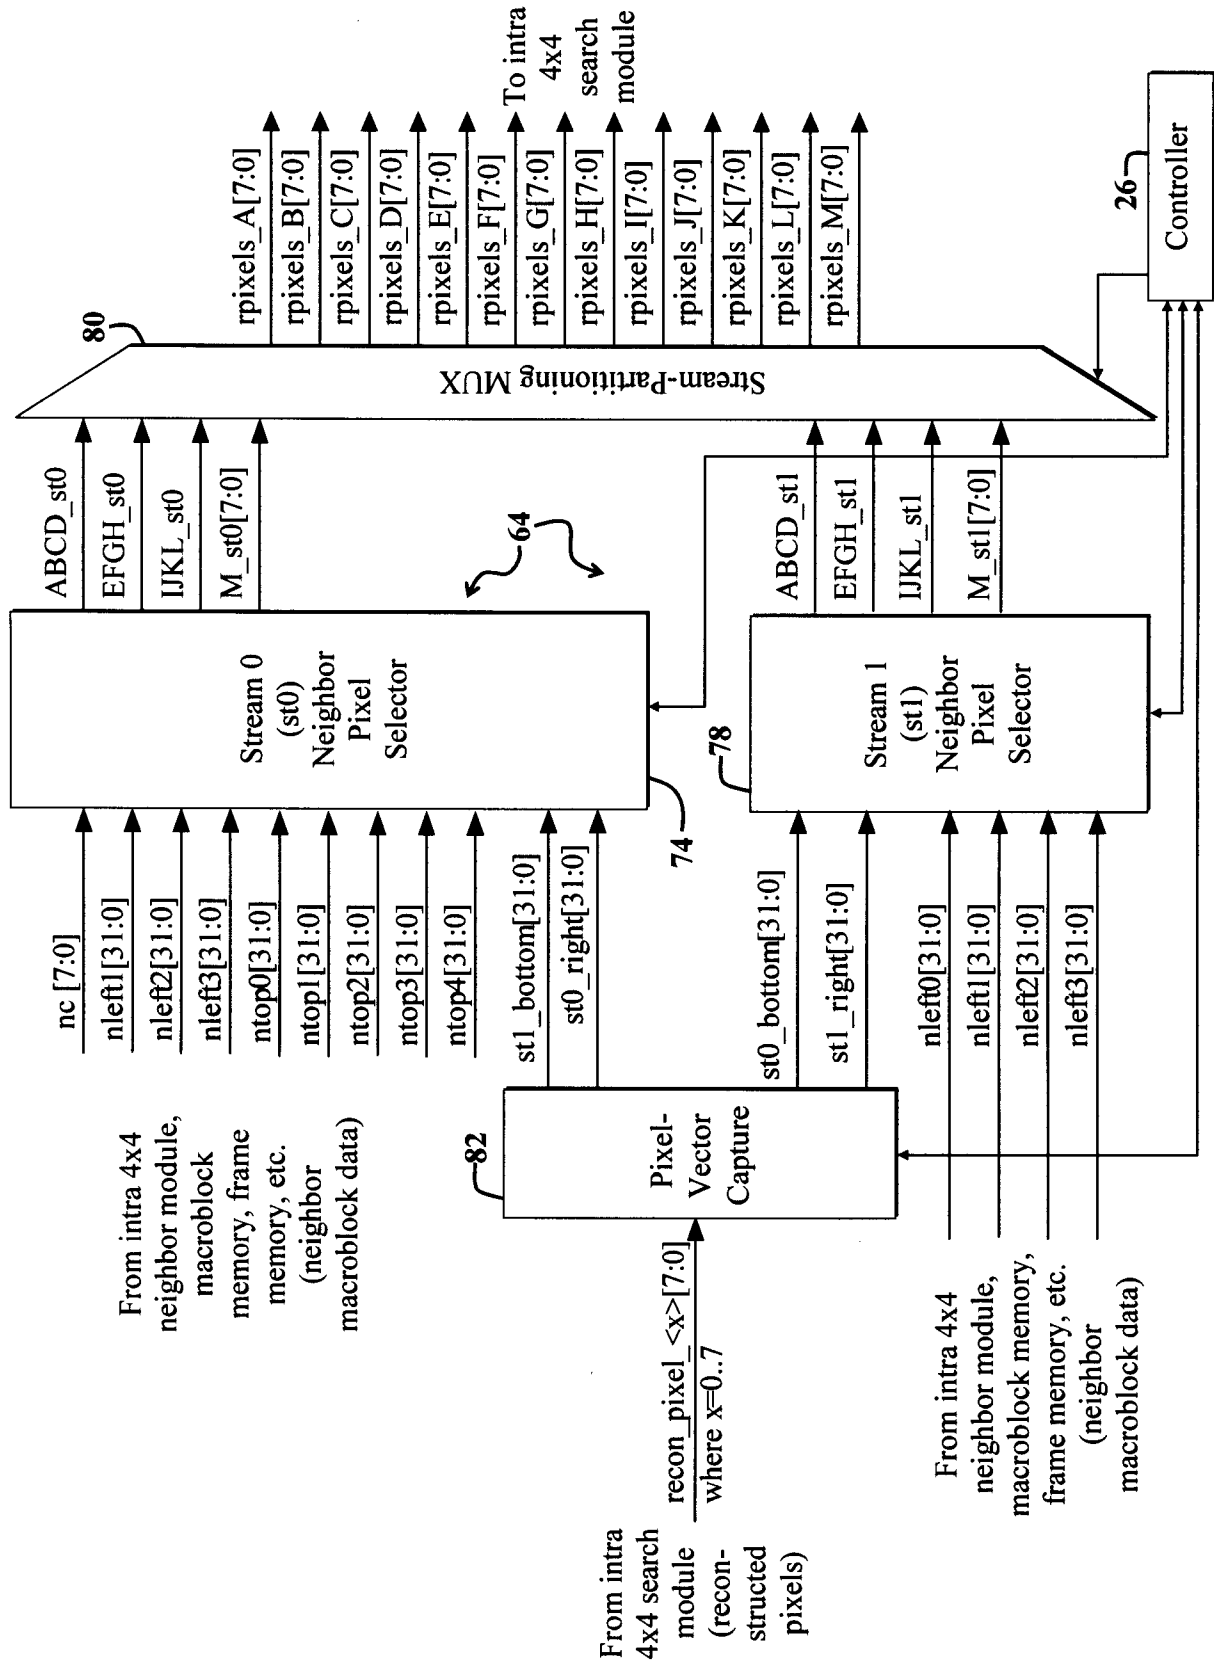 From intra 4x4
neighbor module,
macroblock
memory, frame
memory, etc.
(neighbor
macroblock data)
nc [7:0]
nleft1[31:0]
nleft2[31:0]
nleft3[31:0]
ntop0[31:0]
ntop1[31:0]
ntop2[31:0]
ntop3[31:0]
ntop4[31:0]
st1_bottom[31:0]
st0_right[31:0]
Stream 0
(st0)
Neighbor
Pixel
Selector
74
ABCD_st0
EFGH_st0
IJKL_st0
M_st0[7:0]
64
80
Stream-Partitioning MUX
rpixels_A[7:0]
rpixels_B[7:0]
rpixels_C[7:0]
rpixels_D[7:0]
rpixels_E[7:0]
rpixels_F[7:0]
rpixels_G[7:0]
rpixels_H[7:0]
rpixels_I[7:0]
rpixels_J[7:0]
rpixels_K[7:0]
rpixels_L[7:0]
rpixels_M[7:0]
To intra
4x4
search
module
From intra
4x4 search
module
(recon-
structed
pixels)
recon_pixel_<x>[7:0]
where x=0..7
82
Pixel-
Vector
Capture
st0_bottom[31:0]
st1_right[31:0]
nleft0[31:0]
nleft1[31:0]
nleft2[31:0]
nleft3[31:0]
From intra 4x4
neighbor module,
macroblock memory,
frame memory, etc.
(neighbor
macroblock data)
78
Stream 1
(st1)
Neighbor
Pixel
Selector
ABCD_st1
EFGH_st1
IJKL_st1
M_st1[7:0]
26
Controller